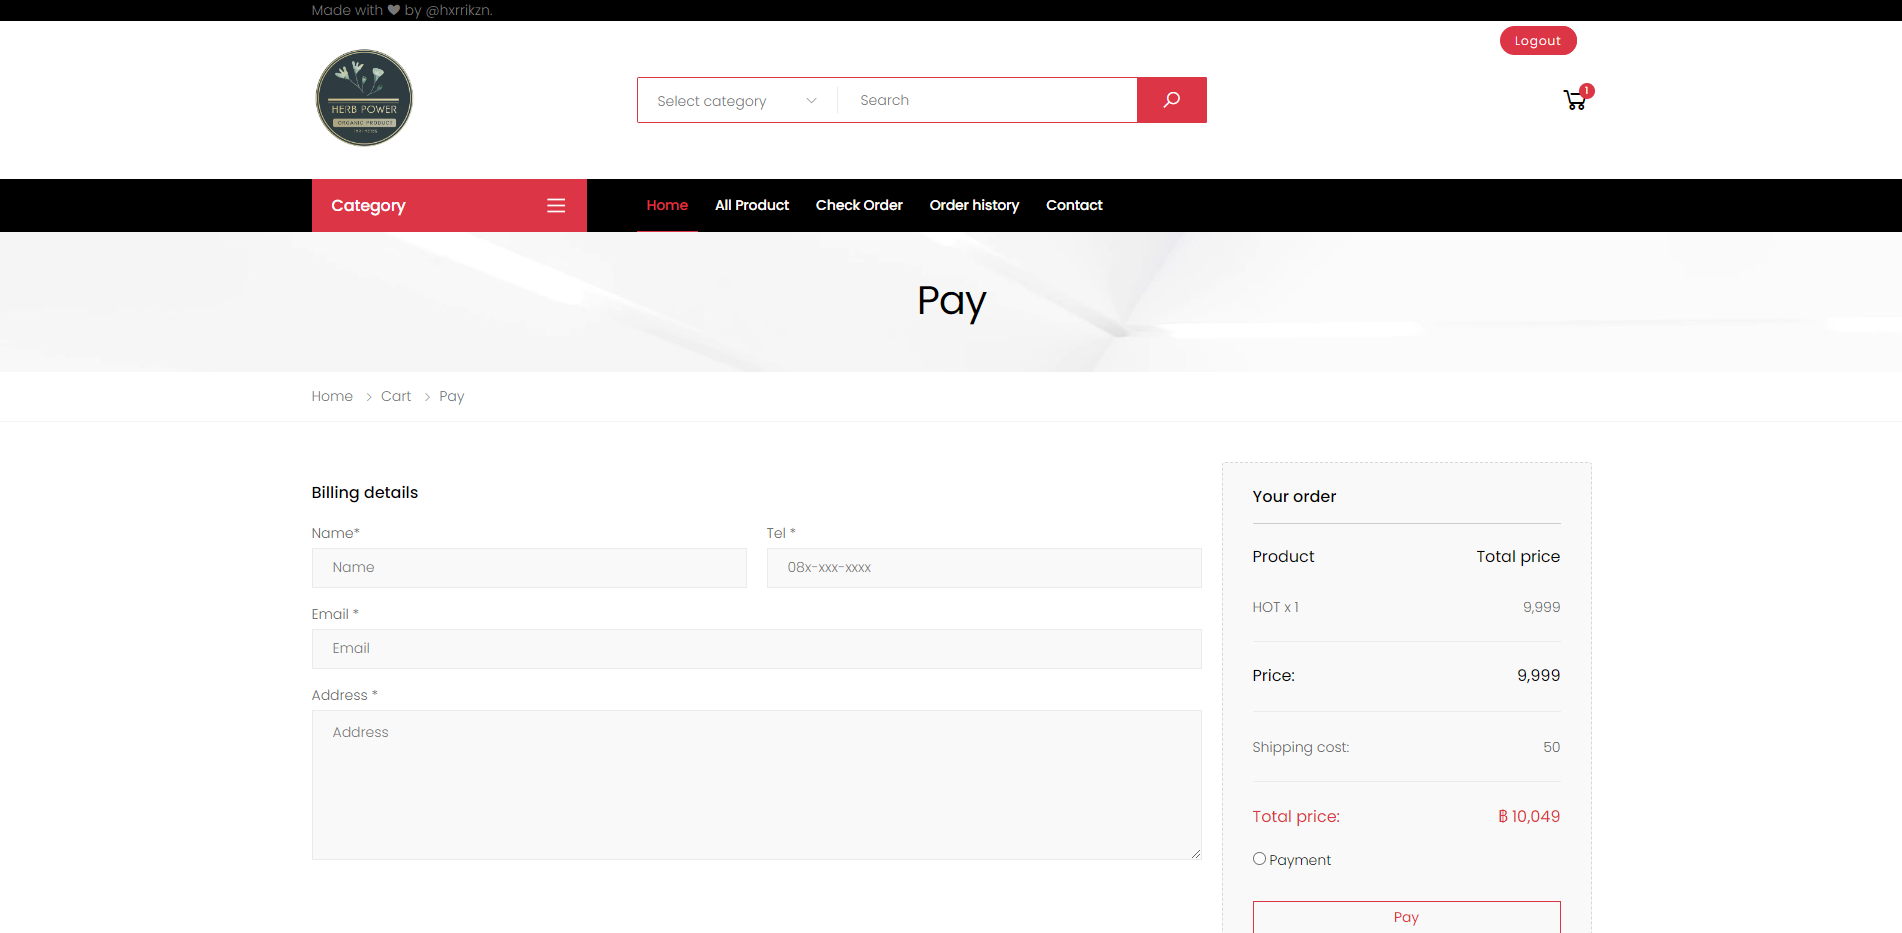 Made with ♥ by @hxrrikzn.
Logout
HERB POWER
ORGANIC PRODUCT
Select category
Search
1
Category
Home
All Product
Check Order
Order history
Contact
Pay
Home > Cart > Pay
Billing details
Name*
Name
Tel *
08x-xxx-xxxx
Email *
Email
Address *
Address
Your order
Product Total price
HOT x 1 9,999
Price: 9,999
Shipping cost: 50
Total price: ฿ 10,049
Payment
Pay